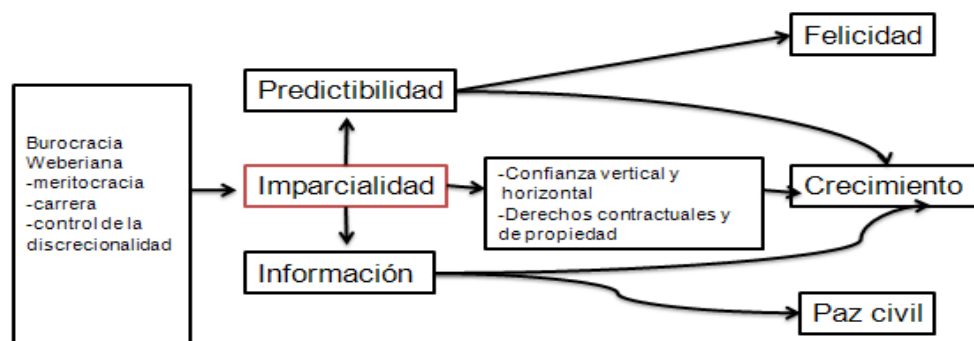 Felicidad
Predictibilidad
Burocracia
Weberiana
-meritocracia
-carrera
-control de la
discrecionalidad
Imparcialidad
-Confianza vertical y
horizontal
-Derechos contractuales y
de propiedad
Crecimiento
Información
Paz civil